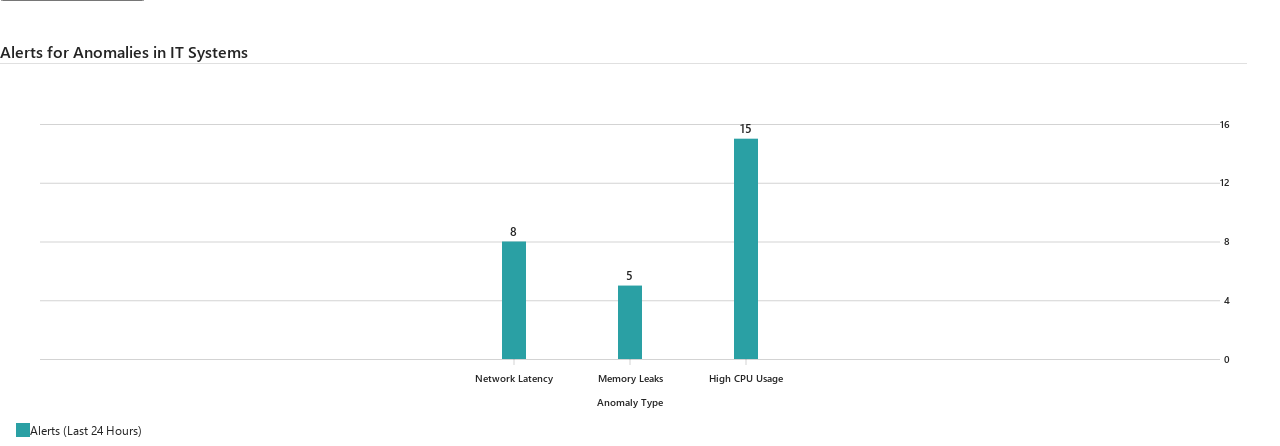 Alerts for Anomalies in IT Systems
16
15
12
8
8
5
4
0
Network Latency
Memory Leaks
High CPU Usage
Anomaly Type
Alerts (Last 24 Hours)